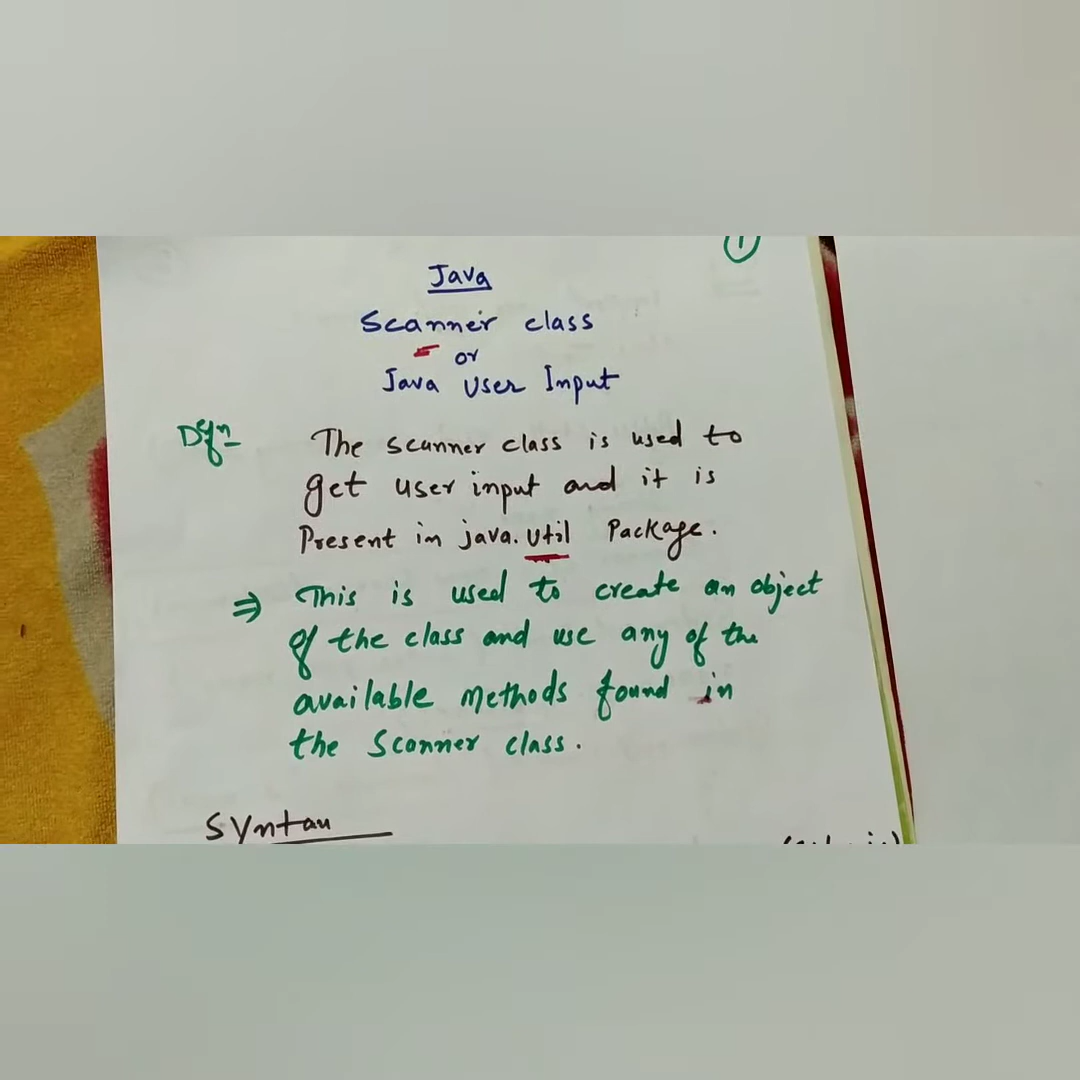 1
Java
Scanner class
or
Java User Input
Defn
The scanner class is used to
get user input and it is
Present in java.util Package.
⇒ This is used to create an object
of the class and use any of the
available methods found in
the Scanner class.
Syntax